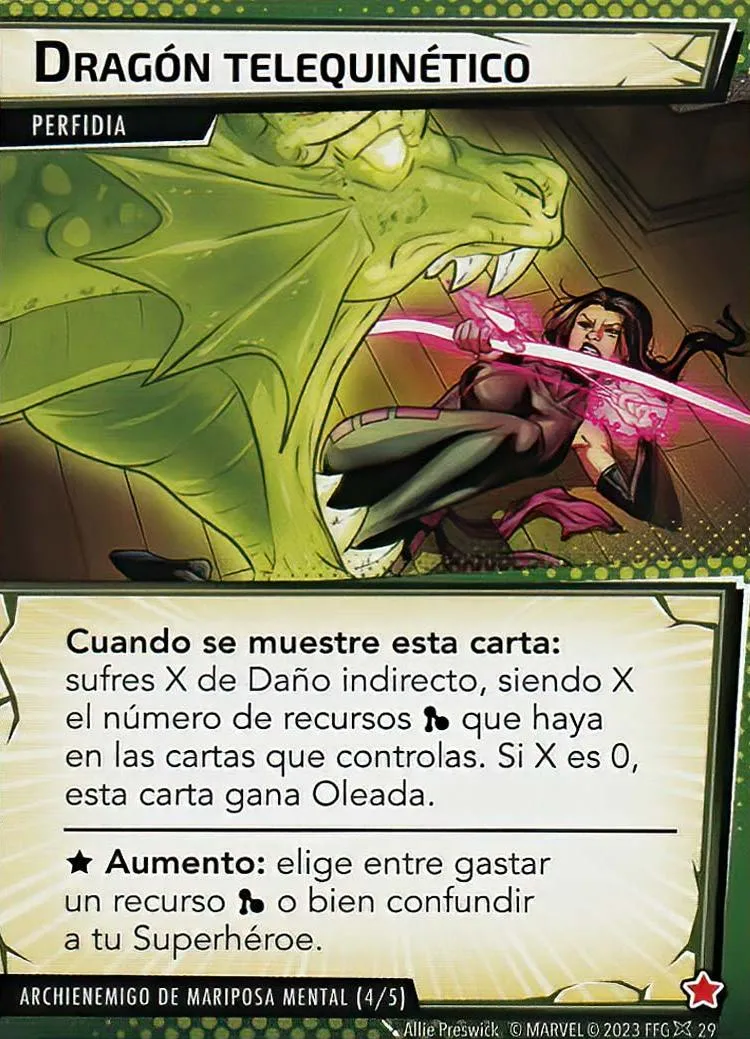 DRAGÓN TELEQUINÉTICO
PERFIDIA
Cuando se muestre esta carta:
sufres X de Daño indirecto, siendo X
el número de recursos que haya
en las cartas que controlas. Si X es 0,
esta carta gana Oleada.
★ Aumento: elige entre gastar
un recurso o bien confundir
a tu Superhéroe.
ARCHIENEMIGO DE MARIPOSA MENTAL (4/5)
Allie Preswick © MARVEL © 2023 FFG 29